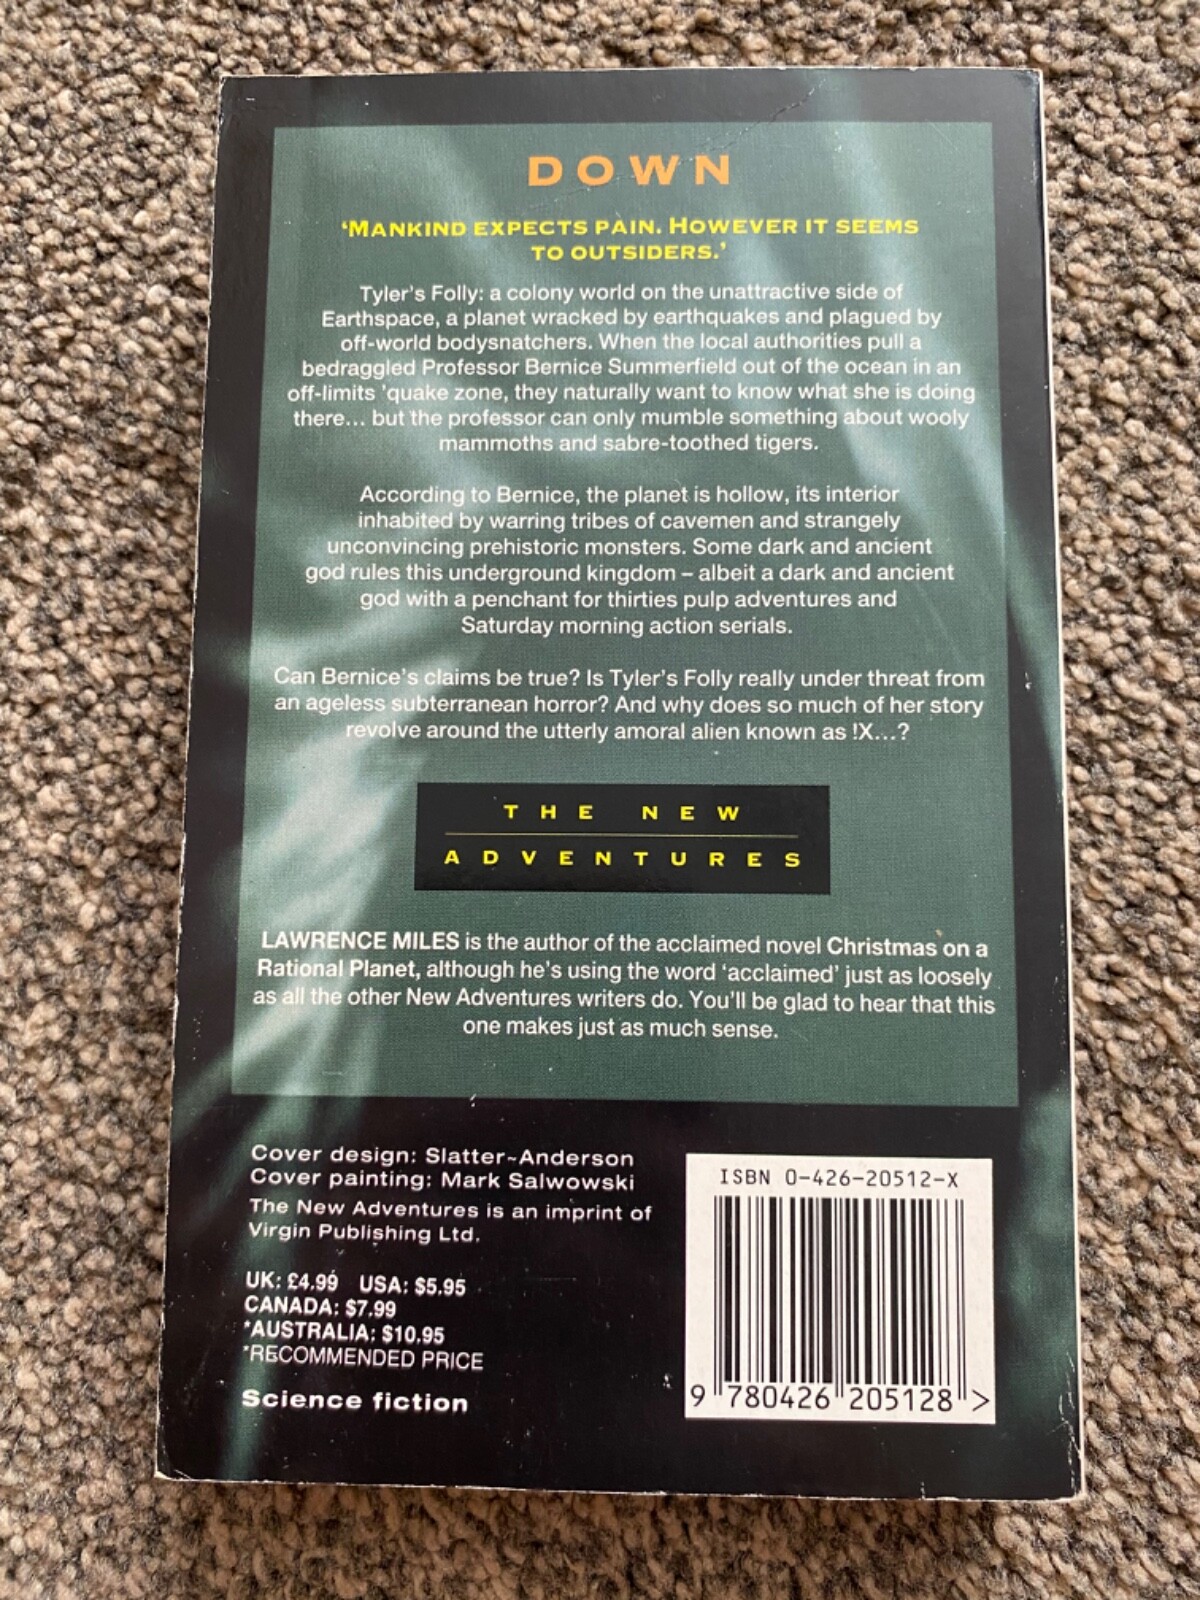 DOWN
‘MANKIND EXPECTS PAIN. HOWEVER IT SEEMS
TO OUTSIDERS.’
Tyler’s Folly: a colony world on the unattractive side of
Earthspace, a planet wracked by earthquakes and plagued by
off-world bodysnatchers. When the local authorities pull a
bedraggled Professor Bernice Summerfield out of the ocean in an
off-limits ’quake zone, they naturally want to know what she is doing
there... but the professor can only mumble something about wooly
mammoths and sabre-toothed tigers.
According to Bernice, the planet is hollow, its interior
inhabited by warring tribes of cavemen and strangely
unconvincing prehistoric monsters. Some dark and ancient
god rules this underground kingdom – albeit a dark and ancient
god with a penchant for thirties pulp adventures and
Saturday morning action serials.
Can Bernice’s claims be true? Is Tyler’s Folly really under threat from
an ageless subterranean horror? And why does so much of her story
revolve around the utterly amoral alien known as !X...?
THE NEW
ADVENTURES
LAWRENCE MILES is the author of the acclaimed novel Christmas on a
Rational Planet, although he’s using the word ‘acclaimed’ just as loosely
as all the other New Adventures writers do. You’ll be glad to hear that this
one makes just as much sense.
Cover design: Slatter~Anderson
Cover painting: Mark Salwowski
The New Adventures is an imprint of
Virgin Publishing Ltd.
UK: £4.99 USA: $5.95
CANADA: $7.99
*AUSTRALIA: $10.95
*RECOMMENDED PRICE
Science fiction
ISBN 0-426-20512-X
9 780426 205128 >